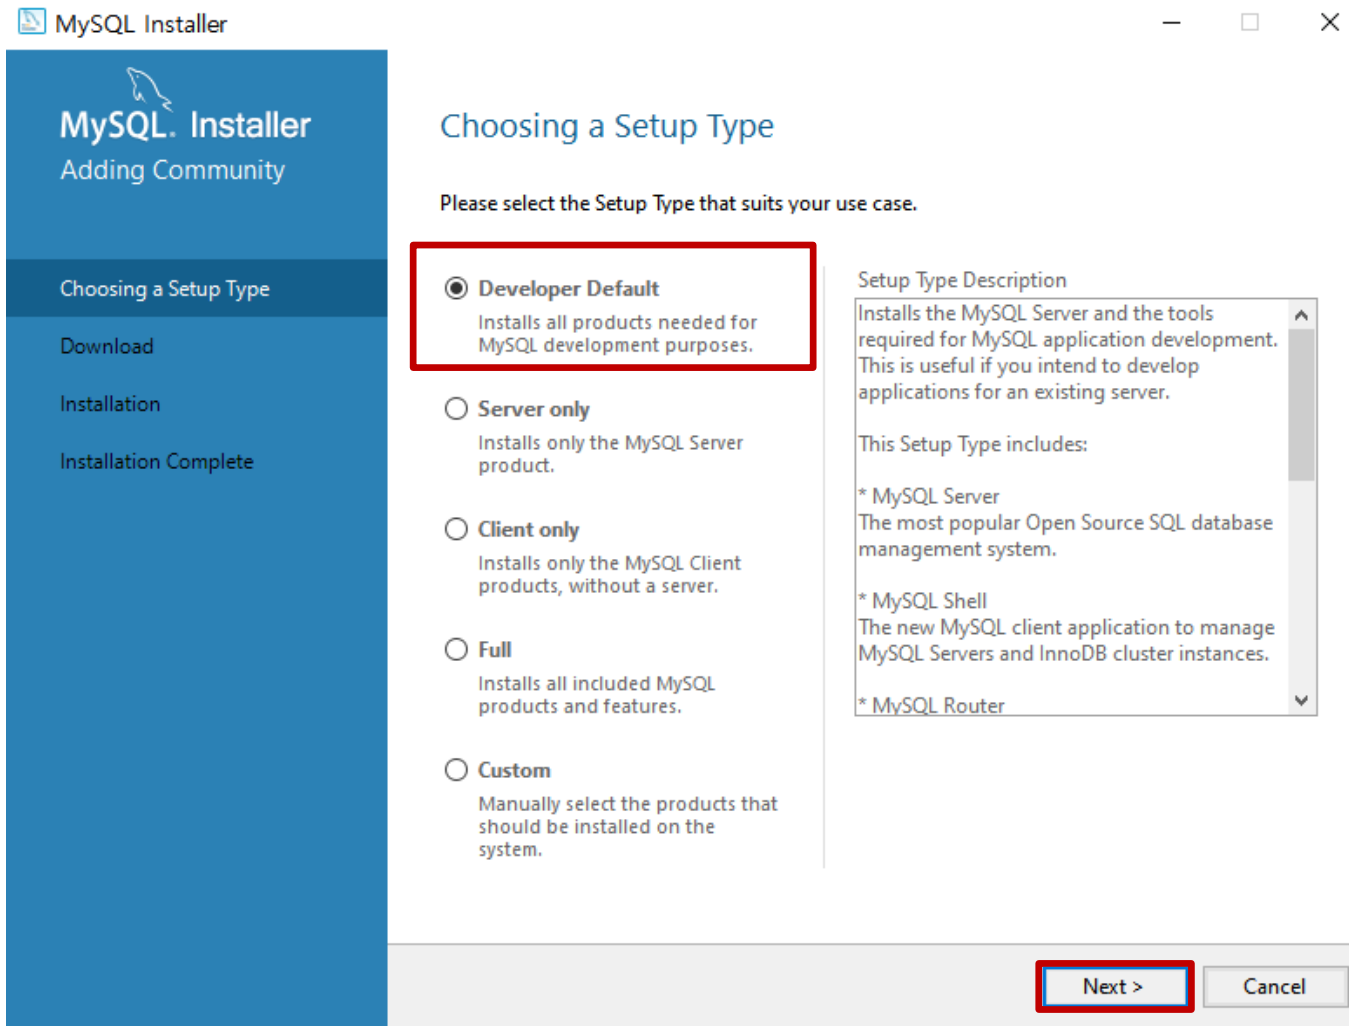 MySQL Installer
MySQL. Installer
Adding Community
Choosing a Setup Type
Download
Installation
Installation Complete
Choosing a Setup Type
Please select the Setup Type that suits your use case.
Developer Default
Installs all products needed for
MySQL development purposes.
Server only
Installs only the MySQL Server
product.
Client only
Installs only the MySQL Client
products, without a server.
Full
Installs all included MySQL
products and features.
Custom
Manually select the products that
should be installed on the
system.
Setup Type Description
Installs the MySQL Server and the tools
required for MySQL application development.
This is useful if you intend to develop
applications for an existing server.
This Setup Type includes:
* MySQL Server
The most popular Open Source SQL database
management system.
* MySQL Shell
The new MySQL client application to manage
MySQL Servers and InnoDB cluster instances.
* MySQL Router
Next >
Cancel